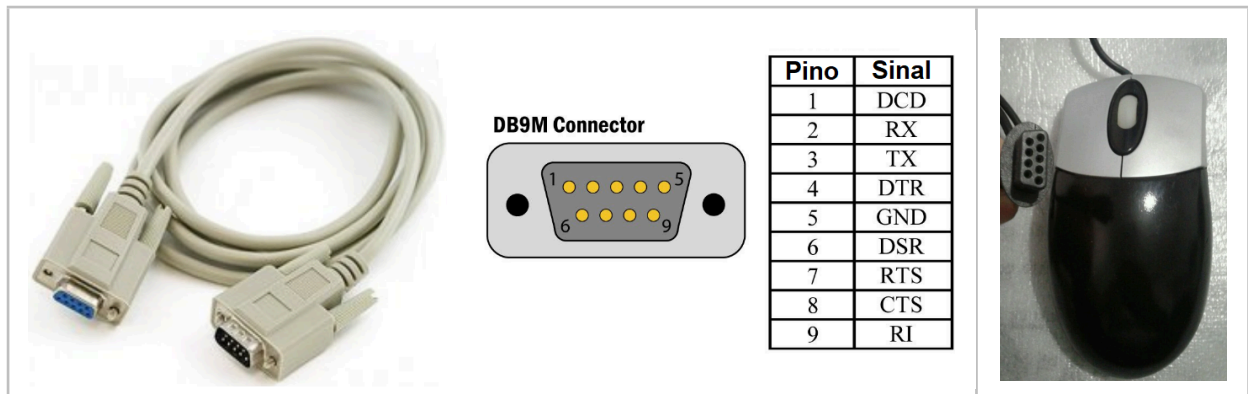 DB9M Connector
1 5
6 9
Pino Sinal
1 DCD
2 RX
3 TX
4 DTR
5 GND
6 DSR
7 RTS
8 CTS
9 RI